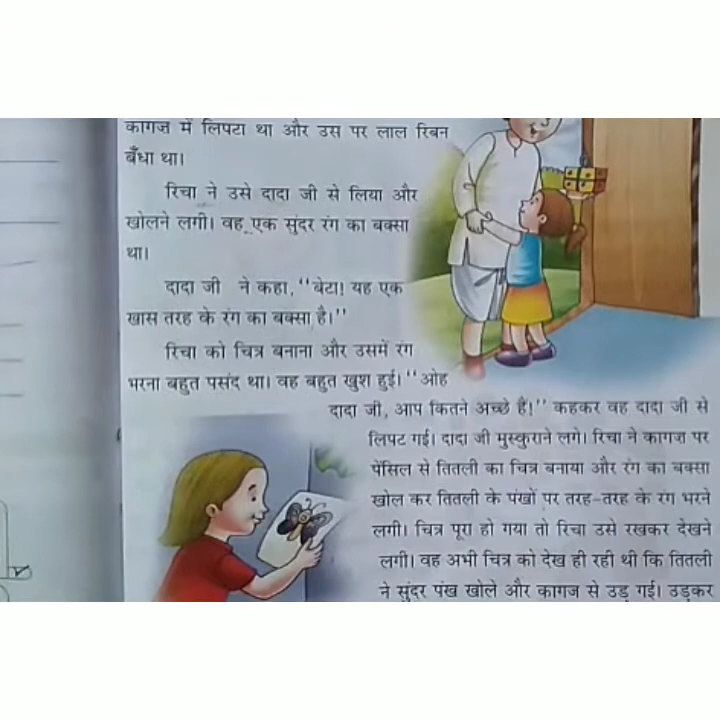 कागज़ में लिपटा था और उस पर लाल रिबन
बँधा था।
रिचा ने उसे दादा जी से लिया और
खोलने लगी। वह एक सुंदर रंग का बक्सा
था।
दादा जी ने कहा, ''बेटा! यह एक
खास तरह के रंग का बक्सा है।''
रिचा को चित्र बनाना और उसमें रंग
भरना बहुत पसंद था। वह बहुत खुश हुई। ''ओह
दादा जी, आप कितने अच्छे हैं!'' कहकर वह दादा जी से
लिपट गई। दादा जी मुस्कुराने लगे। रिचा ने कागज़ पर
पेंसिल से तितली का चित्र बनाया और रंग का बक्सा
खोल कर तितली के पंखों पर तरह-तरह के रंग भरने
लगी। चित्र पूरा हो गया तो रिचा उसे रखकर देखने
लगी। वह अभी चित्र को देख ही रही थी कि तितली
ने सुंदर पंख खोले और कागज से उड़ गई। उड़कर